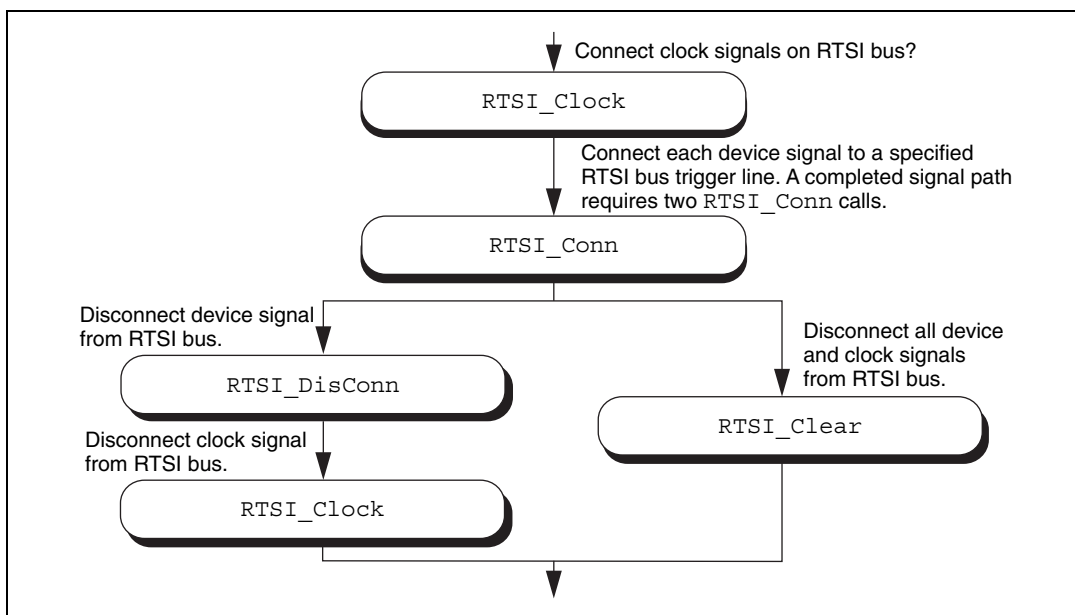 Connect clock signals on RTSI bus?
RTSI_Clock
Connect each device signal to a specified
RTSI bus trigger line. A completed signal path
requires two RTSI_Conn calls.
RTSI_Conn
Disconnect device signal
from RTSI bus.
RTSI_DisConn
Disconnect clock signal
from RTSI bus.
RTSI_Clock
Disconnect all device
and clock signals
from RTSI bus.
RTSI_Clear